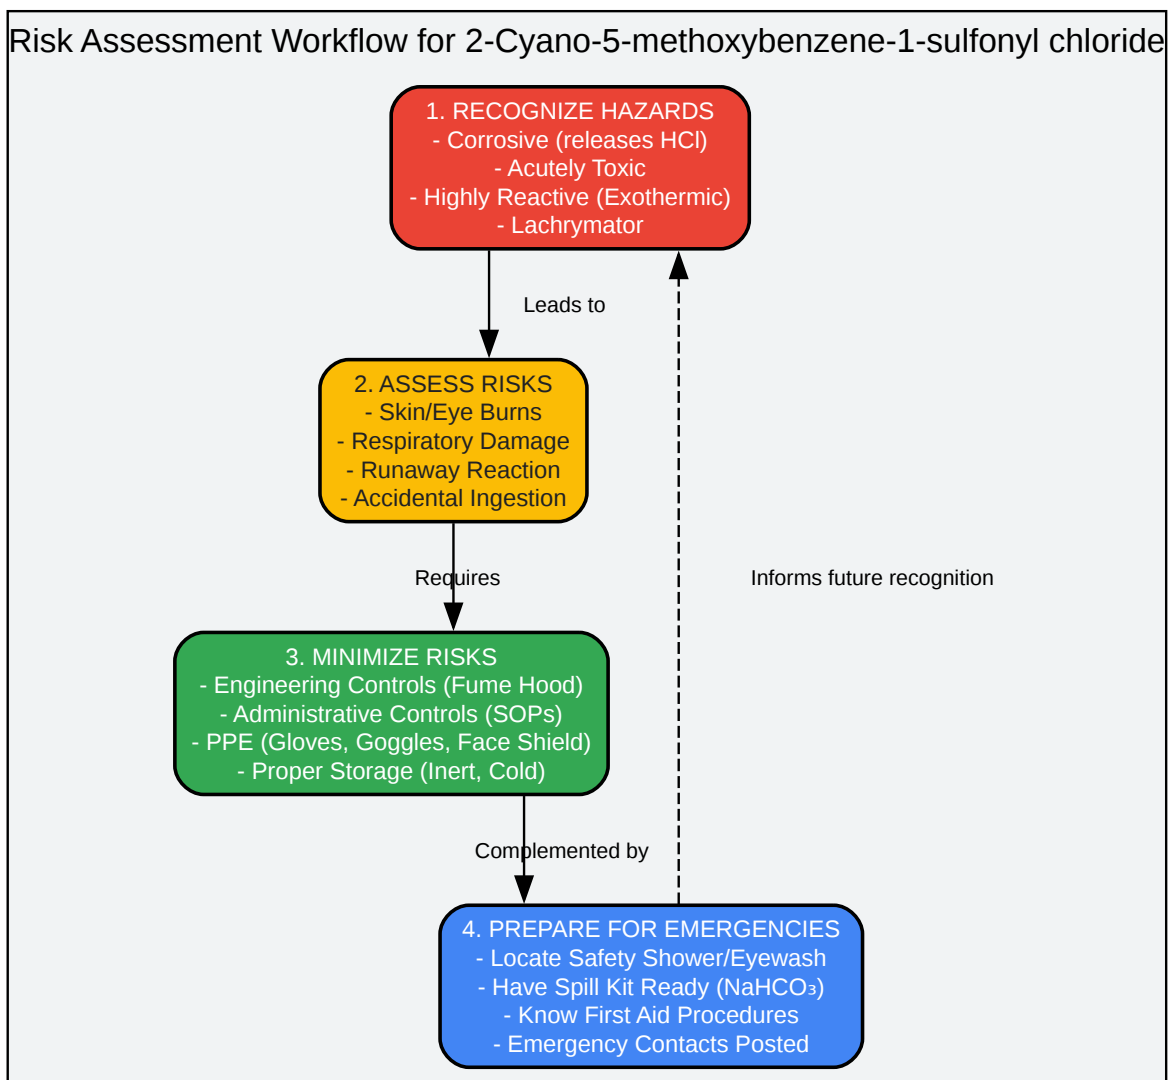 Risk Assessment Workflow for 2-Cyano-5-methoxybenzene-1-sulfonyl chloride
1. RECOGNIZE HAZARDS
- Corrosive (releases HCl)
- Acutely Toxic
- Highly Reactive (Exothermic)
- Lachrymator
Leads to
2. ASSESS RISKS
- Skin/Eye Burns
- Respiratory Damage
- Runaway Reaction
- Accidental Ingestion
Requires
Informs future recognition
3. MINIMIZE RISKS
- Engineering Controls (Fume Hood)
- Administrative Controls (SOPs)
- PPE (Gloves, Goggles, Face Shield)
- Proper Storage (Inert, Cold)
Complemented by
4. PREPARE FOR EMERGENCIES
- Locate Safety Shower/Eyewash
- Have Spill Kit Ready (NaHCO₃)
- Know First Aid Procedures
- Emergency Contacts Posted